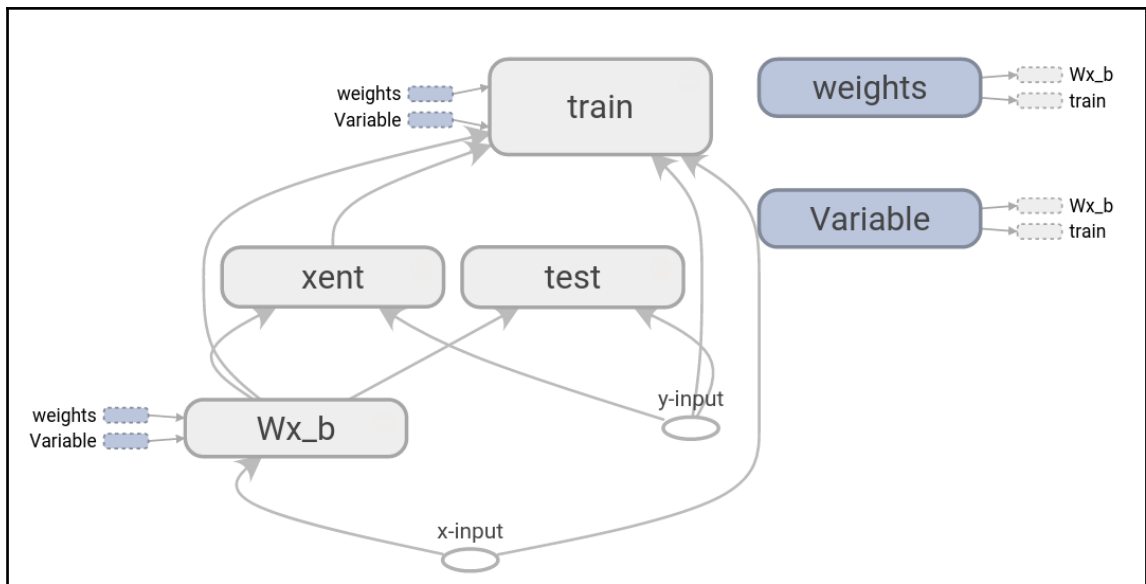 weights
Variable
train
weights
Wx_b
train
Variable
Wx_b
train
xent
test
y-input
weights
Variable
Wx_b
x-input